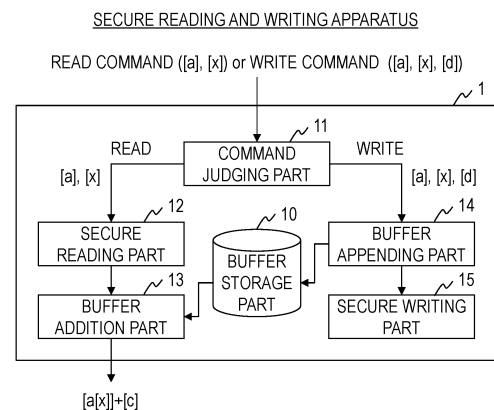 SECURE READING AND WRITING APPARATUS
READ COMMAND ([a], [x]) or WRITE COMMAND ([a], [x], [d])
1
11
READ
COMMAND
JUDGING PART
WRITE
[a], [x]
[a], [x], [d]
12
SECURE
READING PART
10
BUFFER
STORAGE
PART
14
BUFFER
APPENDING PART
13
BUFFER
ADDITION PART
15
SECURE WRITING
PART
[a[x]]+[c]